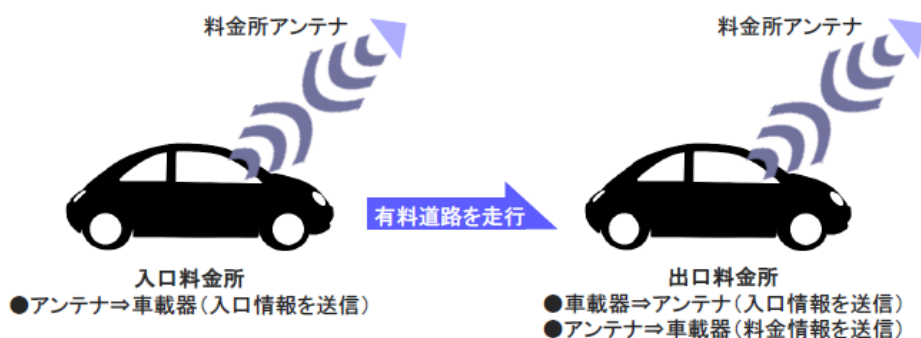 料金所アンテナ
料金所アンテナ
有料道路を走行
入口料金所
●アンテナ⇒車載器(入口情報を送信)
出口料金所
●車載器⇒アンテナ(入口情報を送信)
●アンテナ⇒車載器(料金情報を送信)